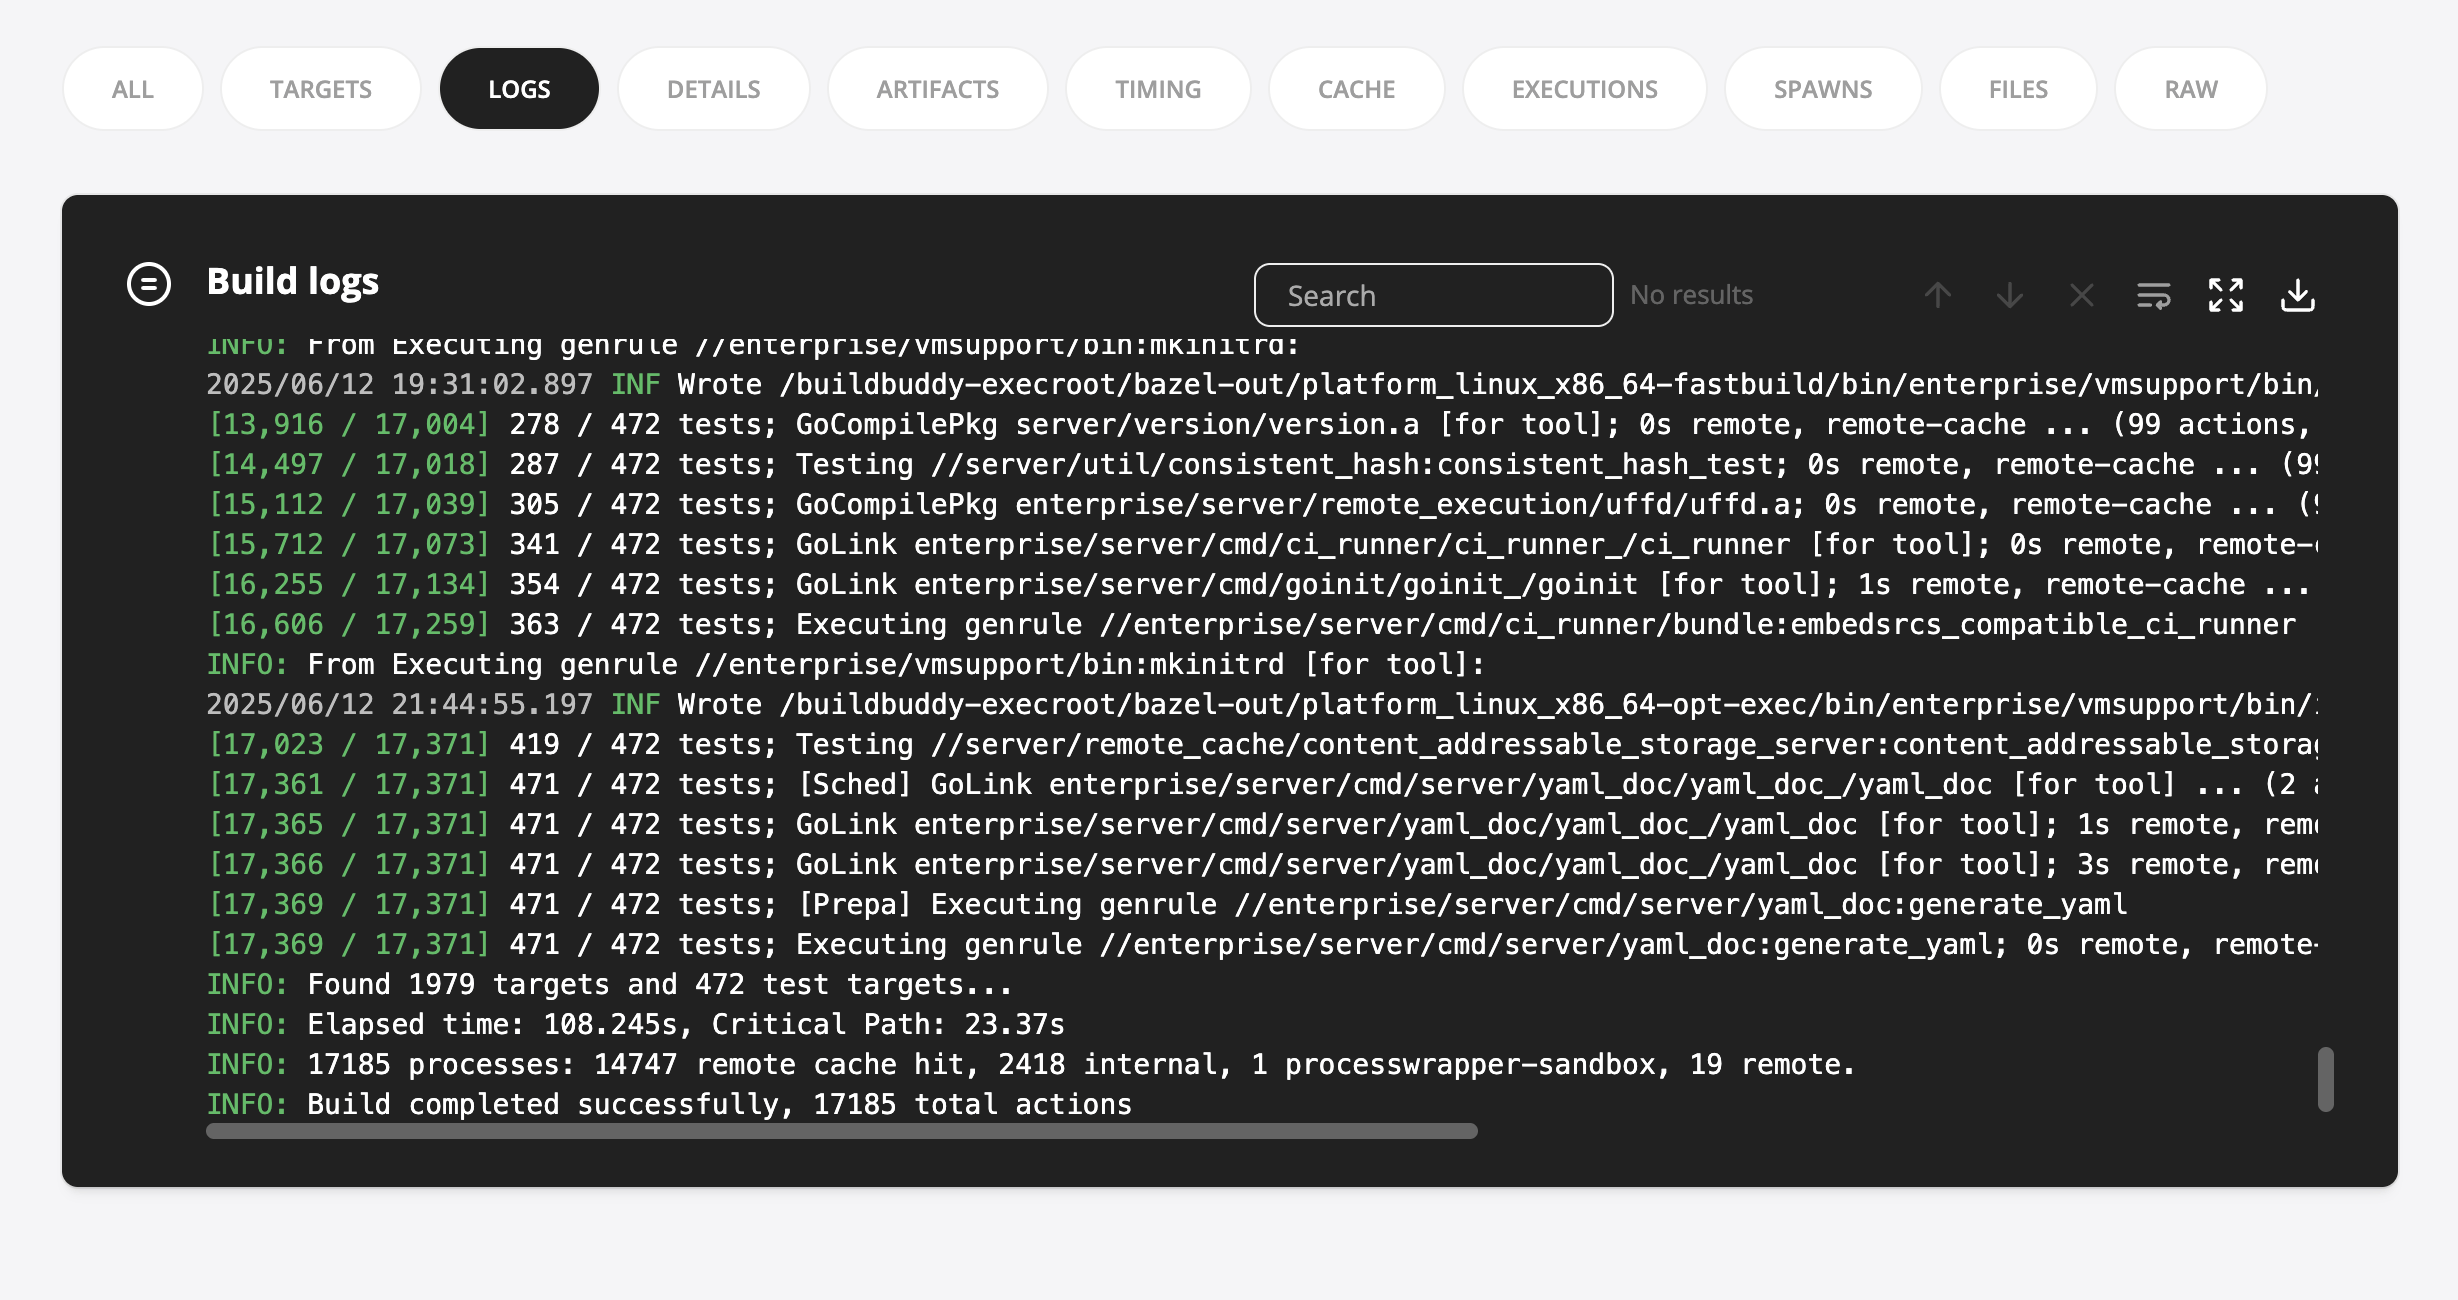 ALL TARGETS LOGS DETAILS ARTIFACTS TIMING CACHE EXECUTIONS SPAWNS FILES RAW
Build logs Search No results
INFO: From Executing genrule //enterprise/vmsupport/bin:mkinitrd:
2025/06/12 19:31:02.897 INF Wrote /buildbuddy-execroot/bazel-out/platform_linux_x86_64-fastbuild/bin/enterprise/vmsupport/bin/
[13,916 / 17,004] 278 / 472 tests; GoCompilePkg server/version/version.a [for tool]; 0s remote, remote-cache ... (99 actions,
[14,497 / 17,018] 287 / 472 tests; Testing //server/util/consistent_hash:consistent_hash_test; 0s remote, remote-cache ... (99
[15,112 / 17,039] 305 / 472 tests; GoCompilePkg enterprise/server/remote_execution/uffd/uffd.a; 0s remote, remote-cache ... (9
[15,712 / 17,073] 341 / 472 tests; GoLink enterprise/server/cmd/ci_runner/ci_runner_/ci_runner [for tool]; 0s remote, remote-c
[16,255 / 17,134] 354 / 472 tests; GoLink enterprise/server/cmd/goinit/goinit_/goinit [for tool]; 1s remote, remote-cache ...
[16,606 / 17,259] 363 / 472 tests; Executing genrule //enterprise/server/cmd/ci_runner/bundle:embedsrcs_compatible_ci_runner
INFO: From Executing genrule //enterprise/vmsupport/bin:mkinitrd [for tool]:
2025/06/12 21:44:55.197 INF Wrote /buildbuddy-execroot/bazel-out/platform_linux_x86_64-opt-exec/bin/enterprise/vmsupport/bin/i
[17,023 / 17,371] 419 / 472 tests; Testing //server/remote_cache/content_addressable_storage_server:content_addressable_storag
[17,361 / 17,371] 471 / 472 tests; [Sched] GoLink enterprise/server/cmd/server/yaml_doc/yaml_doc_/yaml_doc [for tool] ... (2 a
[17,365 / 17,371] 471 / 472 tests; GoLink enterprise/server/cmd/server/yaml_doc/yaml_doc_/yaml_doc [for tool]; 1s remote, remo
[17,366 / 17,371] 471 / 472 tests; GoLink enterprise/server/cmd/server/yaml_doc/yaml_doc_/yaml_doc [for tool]; 3s remote, remo
[17,369 / 17,371] 471 / 472 tests; [Prepa] Executing genrule //enterprise/server/cmd/server/yaml_doc:generate_yaml
[17,369 / 17,371] 471 / 472 tests; Executing genrule //enterprise/server/cmd/server/yaml_doc:generate_yaml; 0s remote, remote-
INFO: Found 1979 targets and 472 test targets...
INFO: Elapsed time: 108.245s, Critical Path: 23.37s
INFO: 17185 processes: 14747 remote cache hit, 2418 internal, 1 processwrapper-sandbox, 19 remote.
INFO: Build completed successfully, 17185 total actions